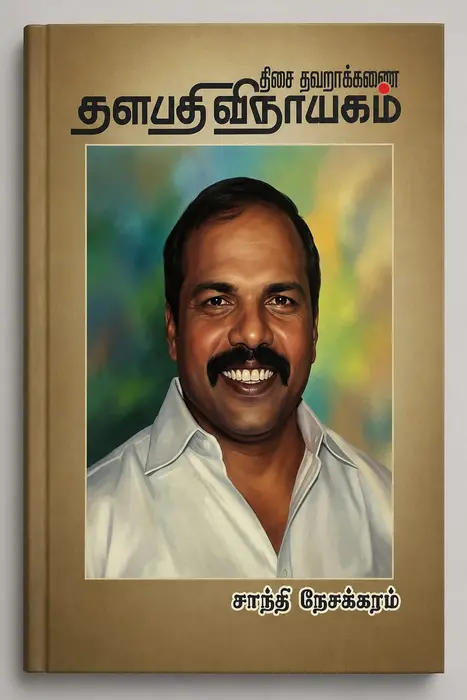 திசை தவறாக்கணை
தளபதி விநாயகம்
சாந்தி நேசக்கரம்